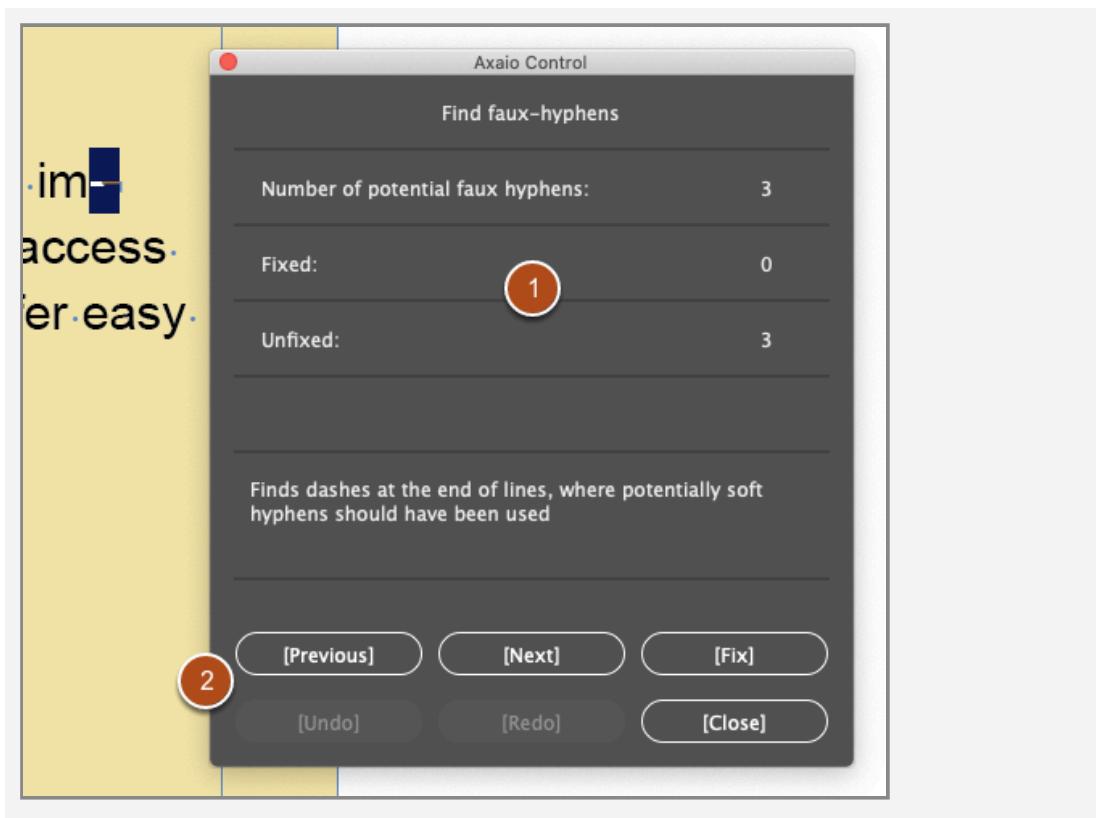 Axaio Control
Find faux-hyphens
·im-
access·
er·easy·
Number of potential faux hyphens: 3
Fixed: 0
1
Unfixed: 3
Finds dashes at the end of lines, where potentially soft
hyphens should have been used
[Previous] [Next] [Fix]
2
[Undo] [Redo] [Close]